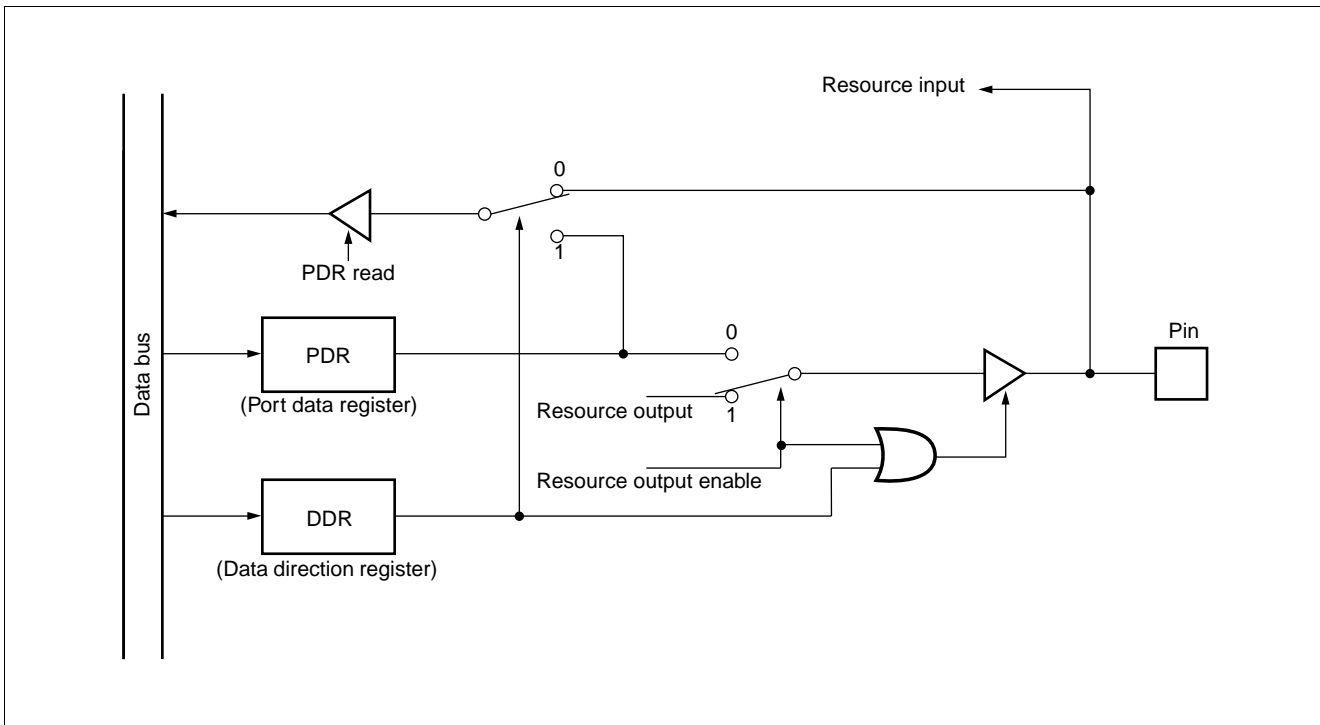 Resource input
0
1
PDR read
Data bus
PDR
(Port data register)
0
Pin
Resource output
1
Resource output enable
DDR
(Data direction register)